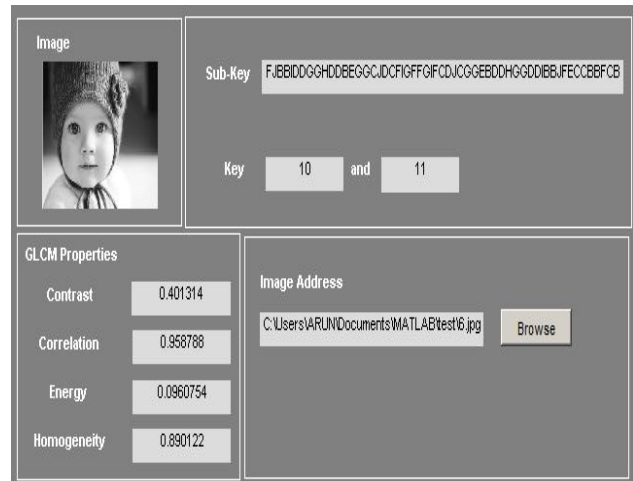 Image
Sub-Key FJBBIDDGGHDDBEGGCJDCFIGFFGIFCDJCGGEBDDHGGDDIBBJFECCBBFCB
Key 10 and 11
GLCM Properties
Contrast 0.401314
Correlation 0.958788
Energy 0.0960754
Homogeneity 0.890122
Image Address
C:\Users\ARUN\Documents\MATLAB\test\6.jpg Browse